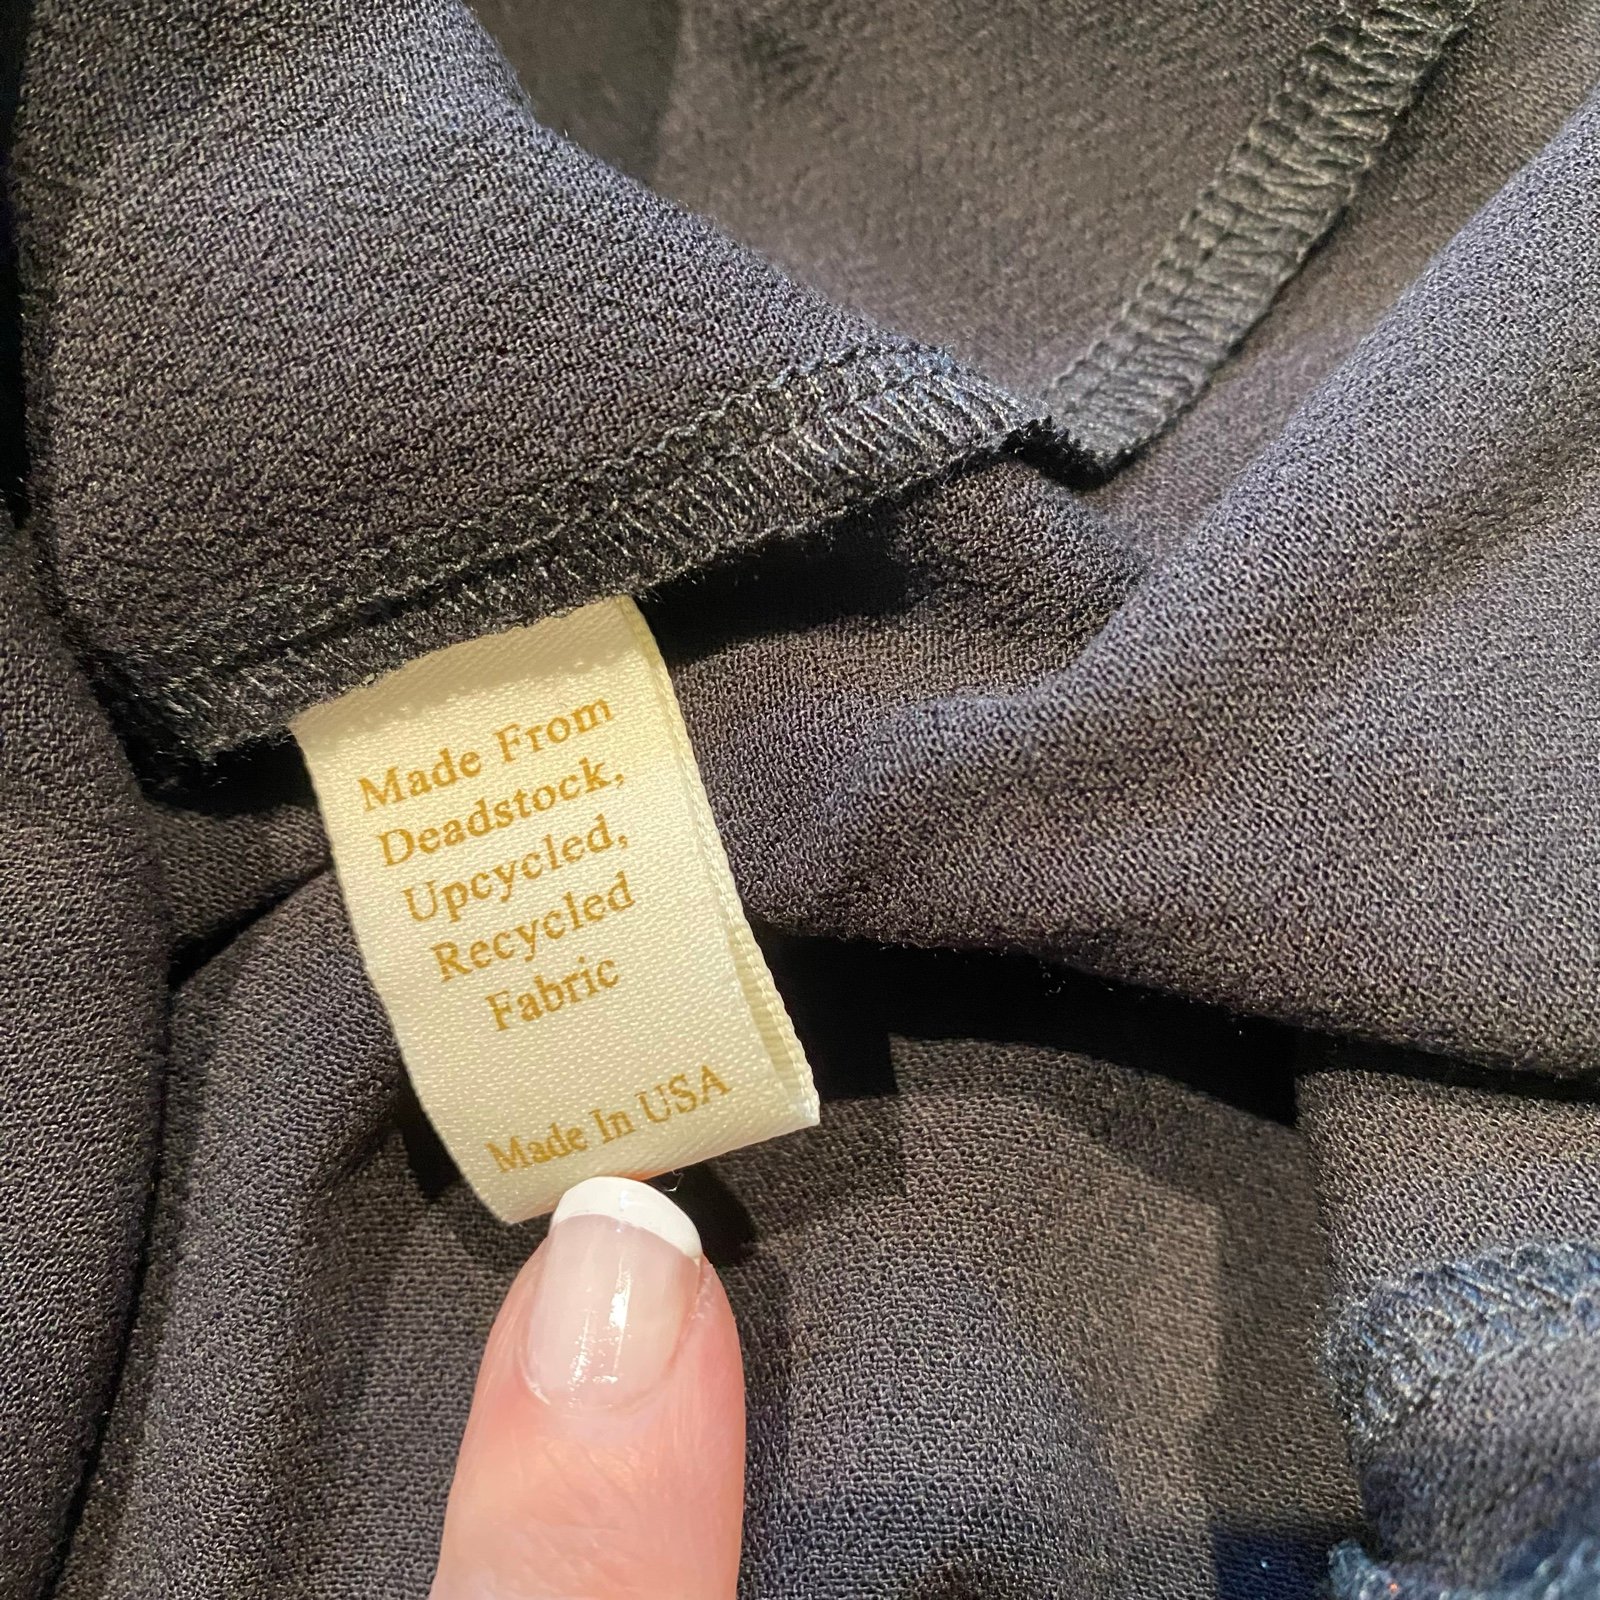 Made From
Deadstock,
Upcycled,
Recycled
Fabric
Made In USA